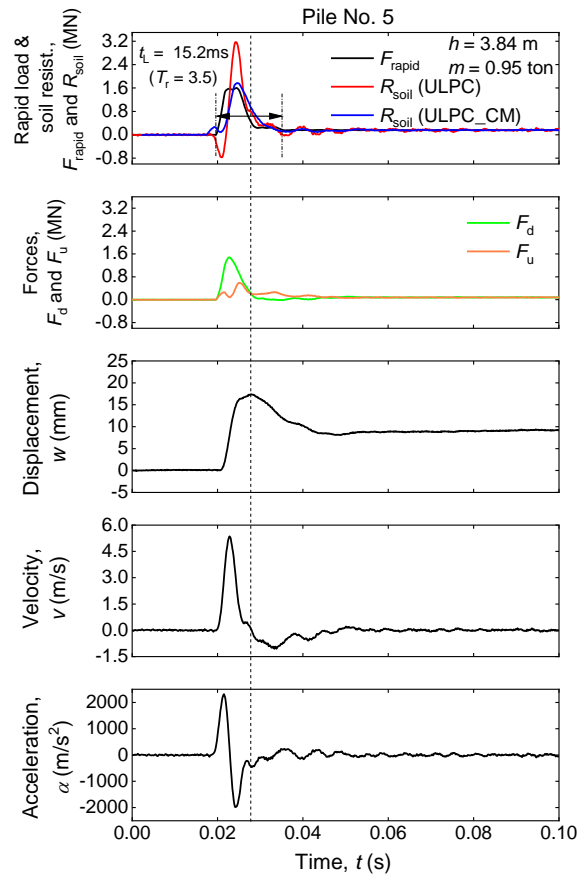 Pile No. 5
Rapid load &
soil resist.,
F_rapid and R_soil (MN)
3.2
2.4
1.6
0.8
0.0
-0.8
t_L = 15.2ms
(T_r = 3.5)
F_rapid
R_soil (ULPC)
R_soil (ULPC_CM)
h = 3.84 m
m = 0.95 ton
Forces,
F_d and F_u (MN)
3.2
2.4
1.6
0.8
0.0
-0.8
F_d
F_u
Displacement,
w (mm)
25
20
15
10
5
0
-5
Velocity,
v (m/s)
6.0
4.5
3.0
1.5
0.0
-1.5
Acceleration,
α (m/s²)
2000
1000
0
-1000
-2000
0.00 0.02 0.04 0.06 0.08 0.10
Time, t (s)